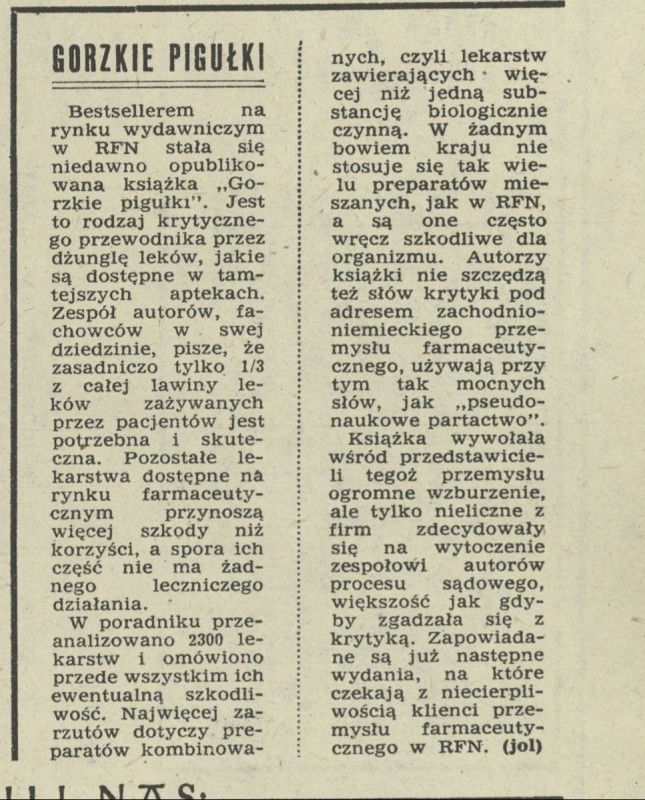 GORZKIE PIGUŁKI
Bestsellerem na
rynku wydawniczym
w RFN stała się
niedawno opubliko-
wana książka „Go-
rzkie pigułki". Jest
to rodzaj krytyczne-
go przewodnika przez
dżunglę leków, jakie
są dostępne w tam-
tejszych aptekach.
Zespół autorów, fa-
chowców w swej
dziedzinie, pisze, że
zasadniczo tylko 1/3
z całej lawiny le-
ków zażywanych
przez pacjentów jest
potrzebna i skute-
czna. Pozostałe le-
karstwa dostępne na
rynku farmaceuty-
cznym przynoszą
więcej szkody niż
korzyści, a spora ich
część nie ma żad-
nego leczniczego
działania.
W poradniku prze-
analizowano 2300 le-
karstw i omówiono
przede wszystkim ich
ewentualną szkodli-
wość. Najwięcej za-
rzutów dotyczy pre-
paratów kombinowa-
nych, czyli lekarstw
zawierających wię-
cej niż jedną sub-
stancję biologicznie
czynną. W żadnym
bowiem kraju nie
stosuje się tak wie-
lu preparatów mie-
szanych, jak w RFN,
a są one często
wręcz szkodliwe dla
organizmu. Autorzy
książki nie szczędzą
też słów krytyki pod
adresem zachodnio-
niemieckiego prze-
mysłu farmaceuty-
cznego, używają przy
tym tak mocnych
słów, jak „pseudo-
naukowe partactwo".
Książka wywołała
wśród przedstawicie-
li tegoż przemysłu
ogromne wzburzenie,
ale tylko nieliczne z
firm zdecydowały
się na wytoczenie
zespołowi autorów
procesu sądowego,
większość jak gdy-
by zgadzała się z
krytyką. Zapowiada-
ne są już następne
wydania, na które
czekają z niecierpli-
wością klienci prze-
mysłu farmaceuty-
cznego w RFN. (jol)
NAS: